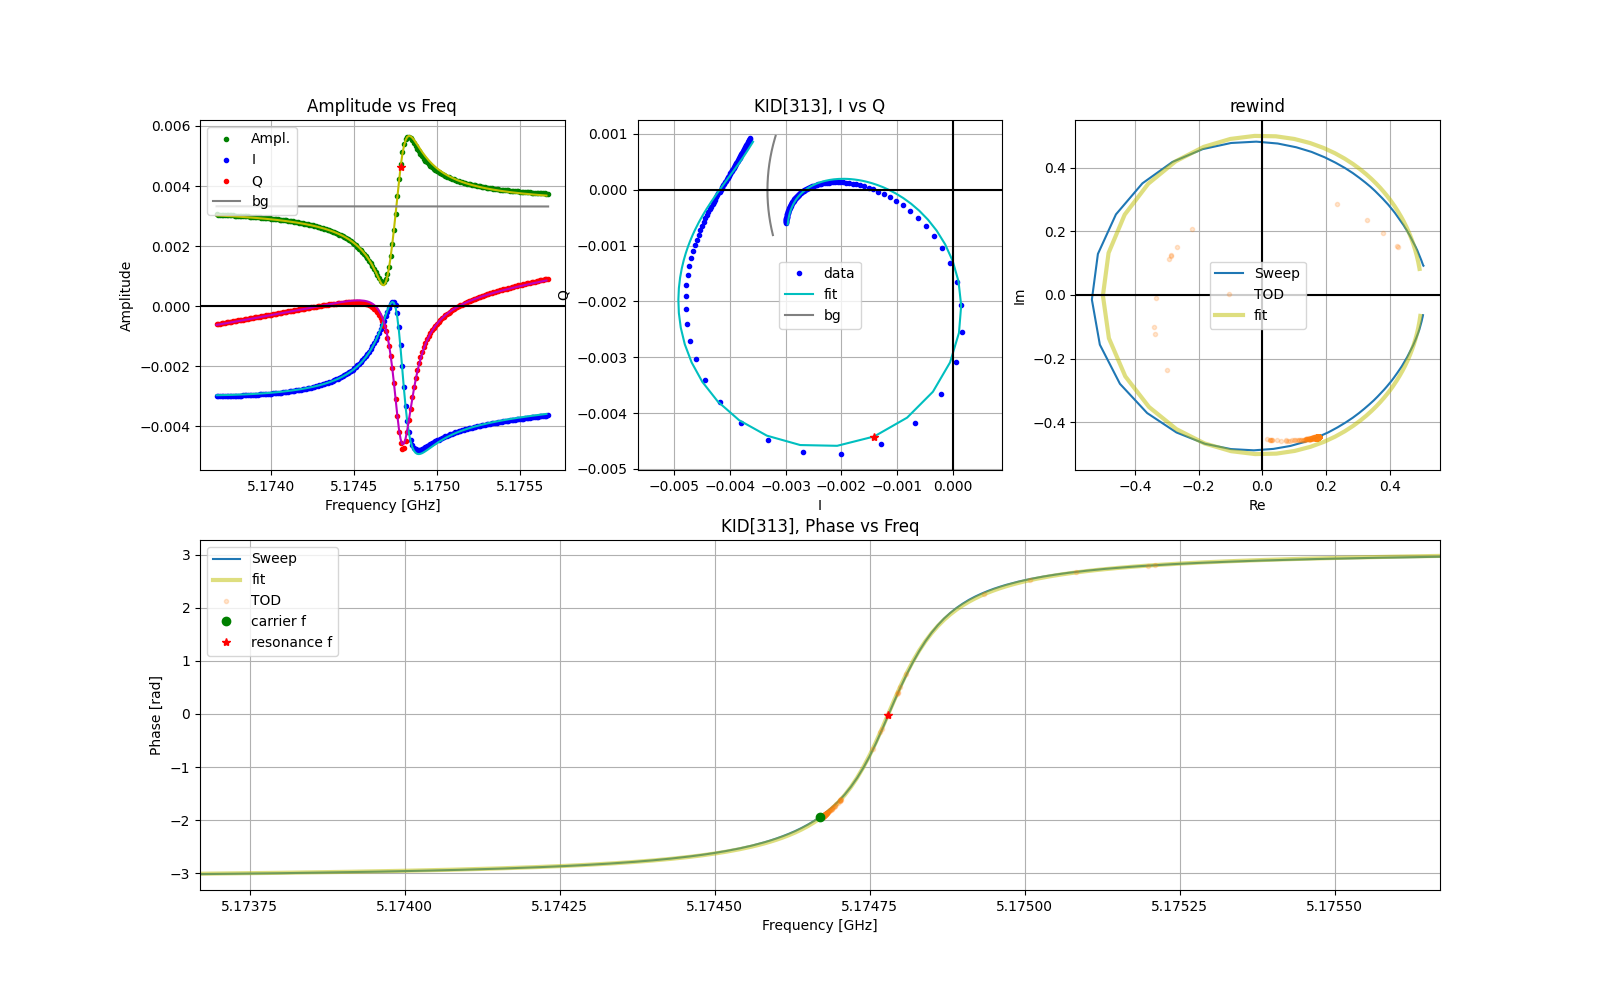 Amplitude vs Freq
0.006
0.004
0.002
0.000
−0.002
−0.004
Amplitude
Ampl.
I
Q
bg
5.1740
5.1745
5.1750
5.1755
Frequency [GHz]
KID[313], I vs Q
0.001
0.000
−0.001
−0.002
−0.003
−0.004
−0.005
Q
data
fit
bg
−0.005
−0.004
−0.003
−0.002
−0.001
0.000
I
rewind
0.4
0.2
0.0
−0.2
−0.4
Im
Sweep
TOD
fit
−0.4
−0.2
0.0
0.2
0.4
Re
KID[313], Phase vs Freq
3
2
1
0
−1
−2
−3
Phase [rad]
Sweep
fit
TOD
carrier f
resonance f
5.17375
5.17400
5.17425
5.17450
5.17475
5.17500
5.17525
5.17550
Frequency [GHz]